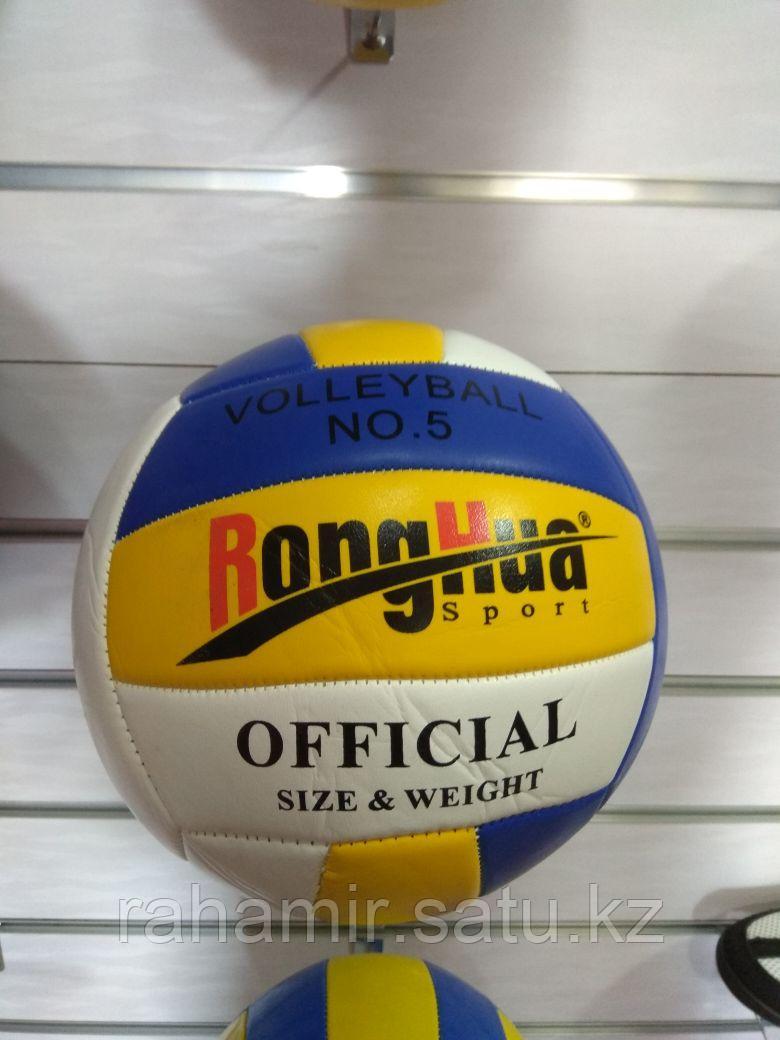 VOLLEYBALL
NO.5
RongHua®
Sport
OFFICIAL
SIZE & WEIGHT
rahamir.satu.kz